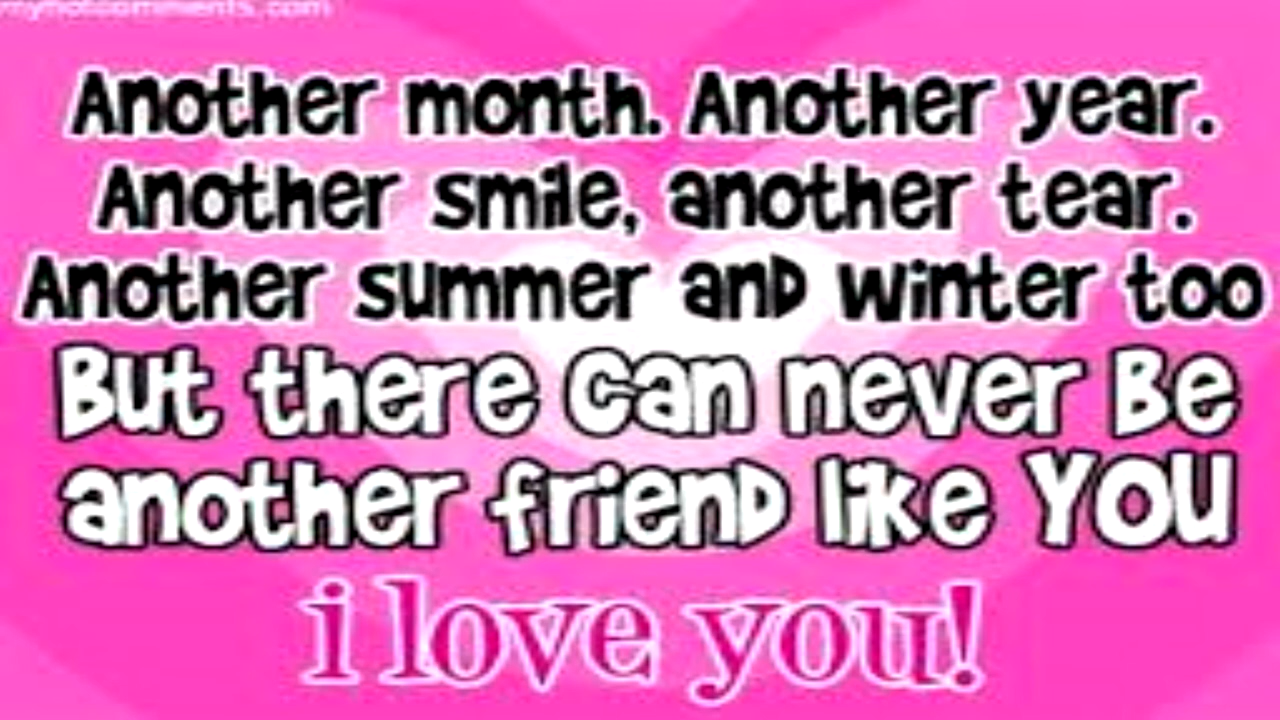 myhotcomments.com
Another month. Another year.
Another smile, another tear.
Another summer and winter too
But there can never Be
another friend like YOU
i love you!